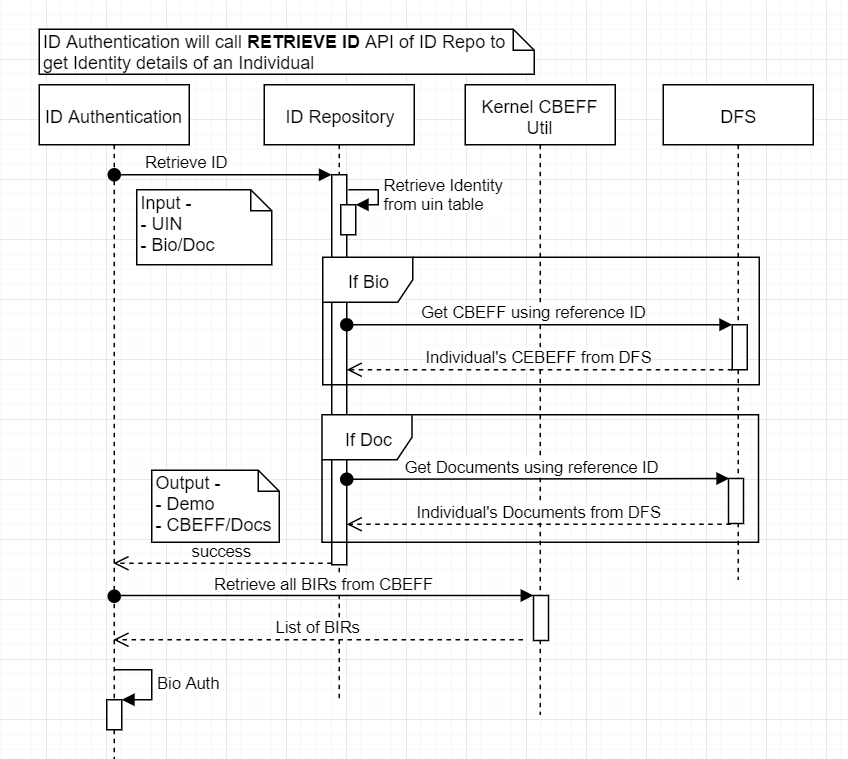 ID Authentication will call RETRIEVE ID API of ID Repo to
get Identity details of an Individual
ID Authentication
ID Repository
Kernel CBEFF
Util
DFS
Retrieve ID
Retrieve Identity
from uin table
Input -
- UIN
- Bio/Doc
If Bio
Get CBEFF using reference ID
Individual's CEBEFF from DFS
If Doc
Get Documents using reference ID
Output -
- Demo
- CBEFF/Docs
Individual's Documents from DFS
success
Retrieve all BIRs from CBEFF
List of BIRs
Bio Auth